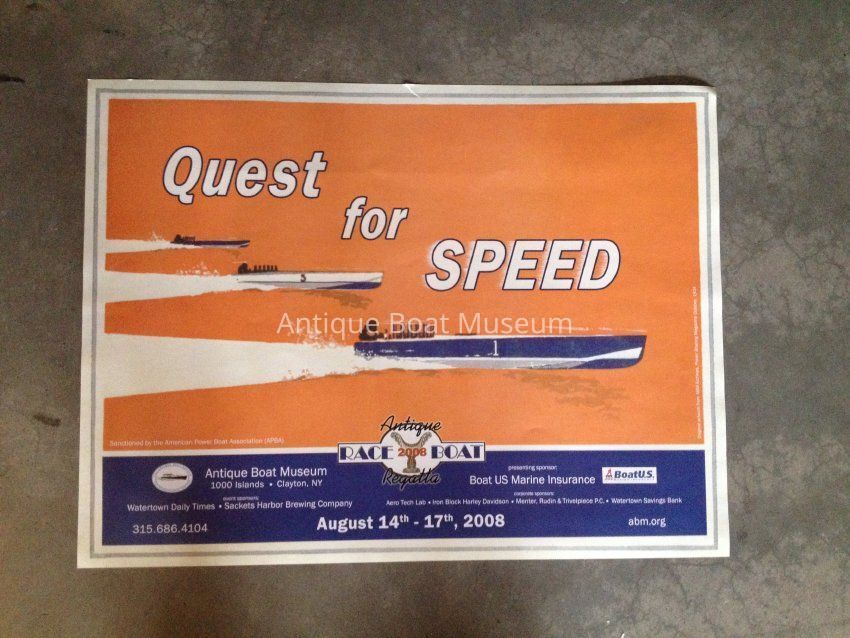 Quest
for
SPEED
5
1
Antique Boat Museum
Sanctioned by the American Power Boat Association (APBA)
Antique
RACE 2008 BOAT
Regatta
Antique Boat Museum
1000 Islands • Clayton, NY
event sponsors:
Watertown Daily Times • Sackets Harbor Brewing Company
315.686.4104
presenting sponsor:
Boat US Marine Insurance
BoatU.S.
corporate sponsors:
Aero Tech Lab • Iron Block Harley Davidson • Menter, Rudin & Trivelpiece P.C. • Watertown Savings Bank
August 14th - 17th, 2008
abm.org